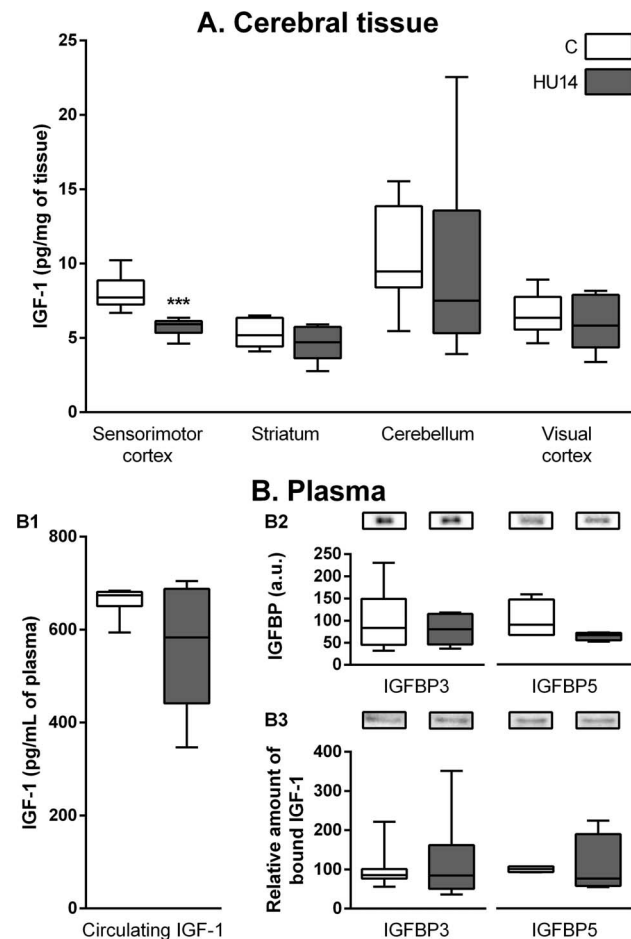 A. Cerebral tissue
C
HU14
IGF-1 (pg/mg of tissue)
25
20
15
10
5
0
***
Sensorimotor cortex
Striatum
Cerebellum
Visual cortex
B. Plasma
B1
IGF-1 (pg/mL of plasma)
800
600
400
200
0
Circulating IGF-1
B2
IGFBP (a.u.)
250
200
150
100
50
0
IGFBP3
IGFBP5
B3
Relative amount of
bound IGF-1
400
300
200
100
0
IGFBP3
IGFBP5